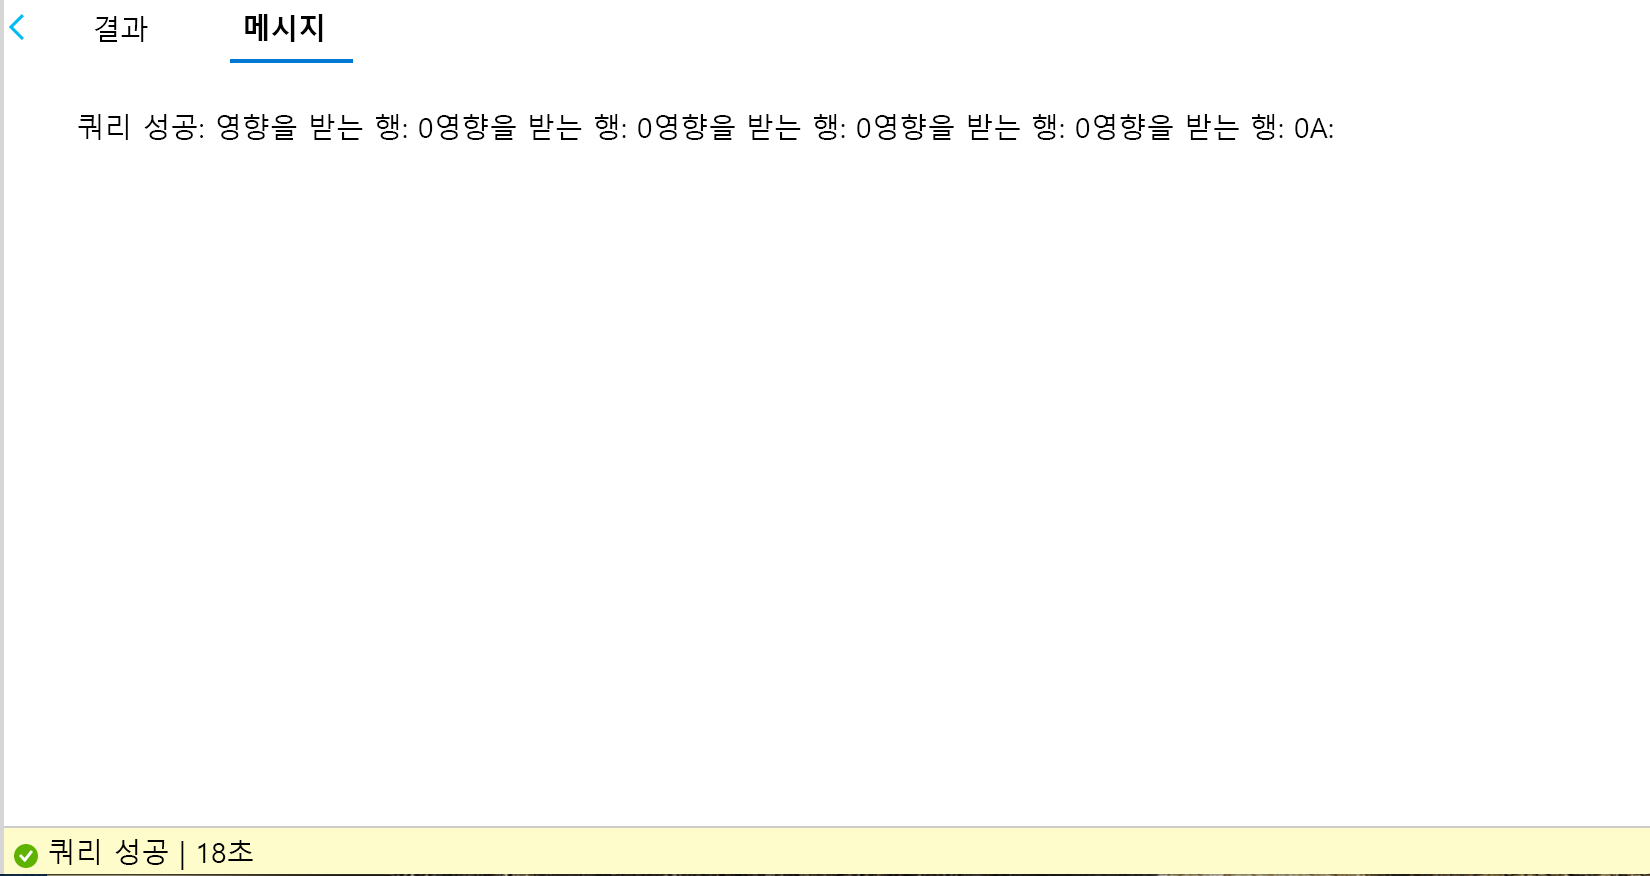 결과 메시지
쿼리 성공: 영향을 받는 행: 0영향을 받는 행: 0영향을 받는 행: 0영향을 받는 행: 0영향을 받는 행: 0A:
쿼리 성공 | 18초